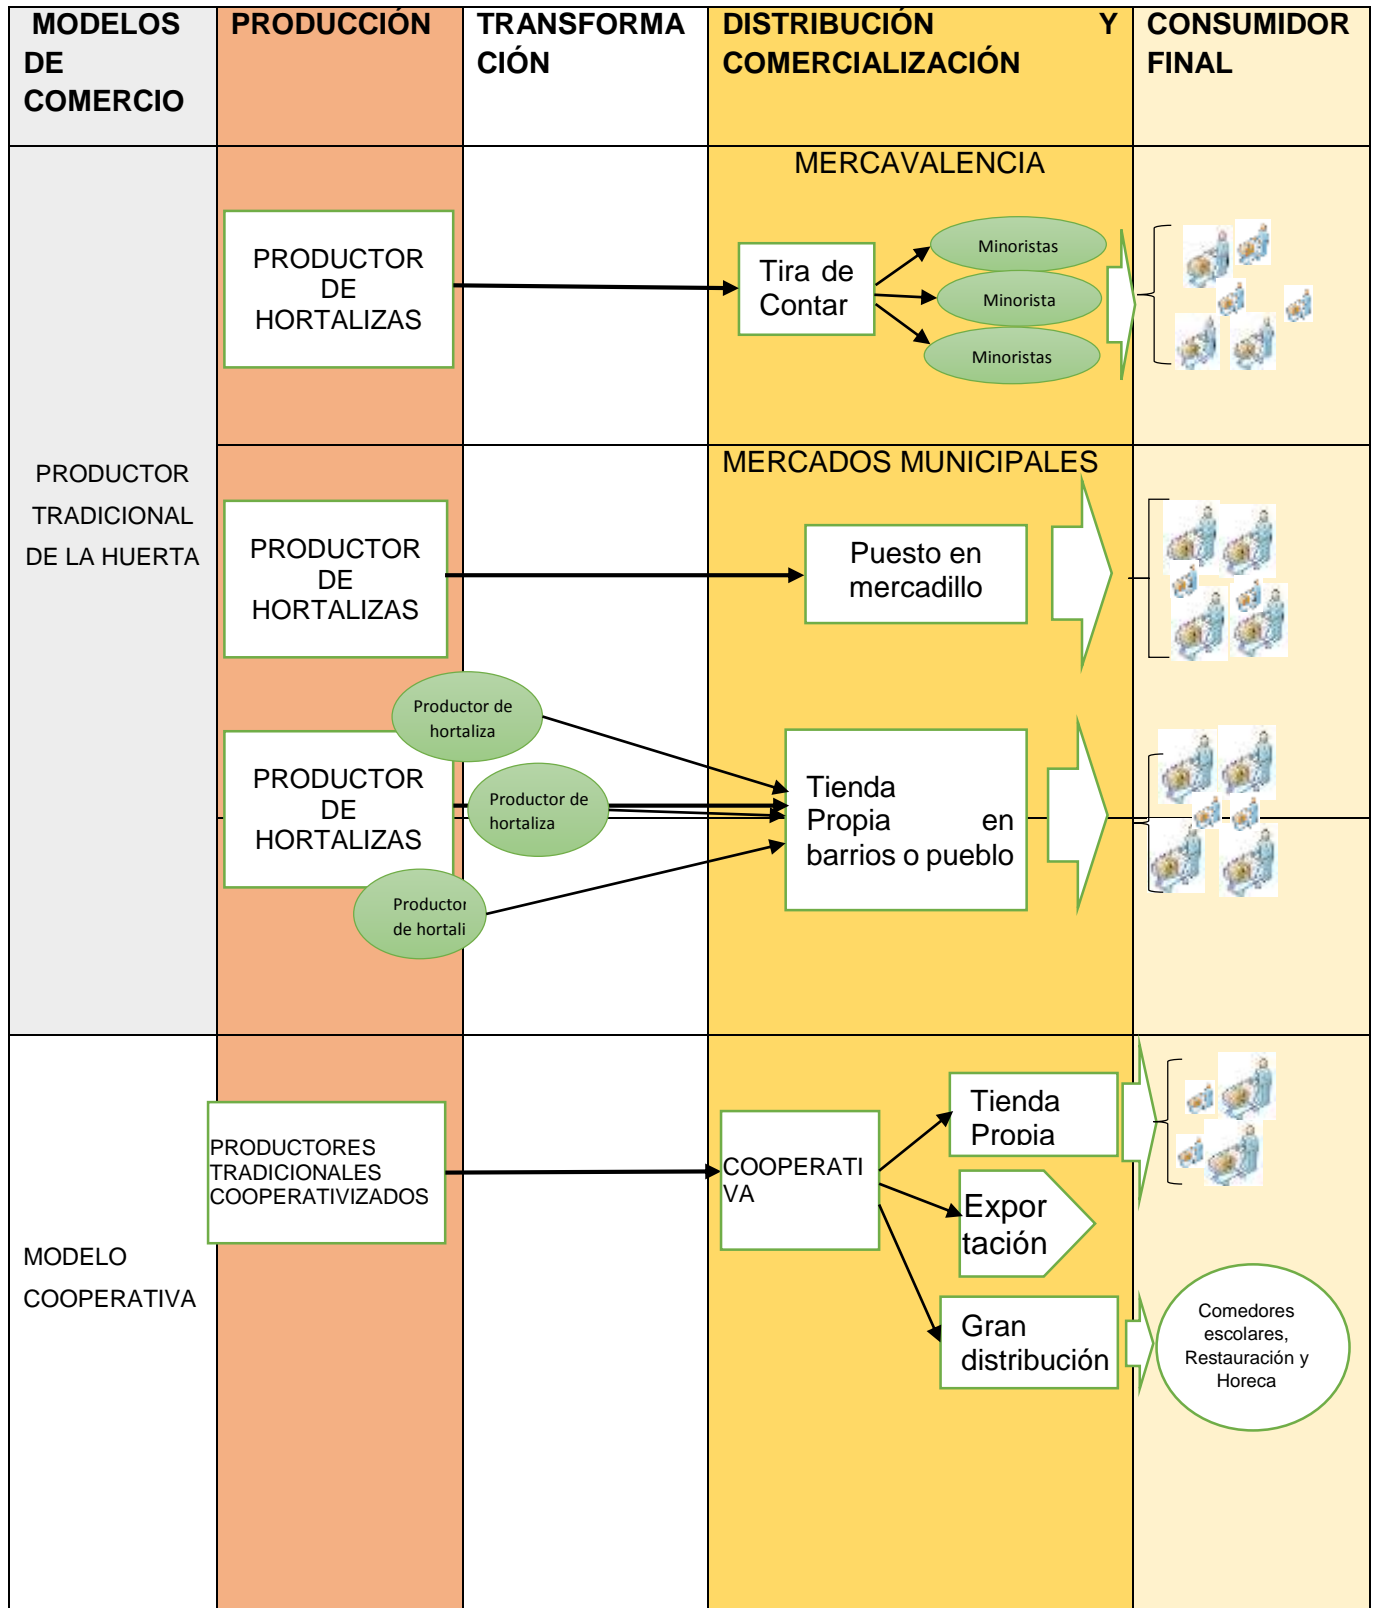 MODELOS
DE
COMERCIO
PRODUCCIÓN
TRANSFORMA
CIÓN
DISTRIBUCIÓN Y
COMERCIALIZACIÓN
CONSUMIDOR
FINAL
PRODUCTOR
TRADICIONAL
DE LA HUERTA
MERCAVALENCIA
PRODUCTOR
DE
HORTALIZAS
Tira de
Contar
Minoristas
Minorista
Minoristas
MERCADOS MUNICIPALES
PRODUCTOR
DE
HORTALIZAS
Puesto en
mercadillo
Productor de
hortaliza
PRODUCTOR
DE
HORTALIZAS
Productor de
hortaliza
Productor
de hortali
Tienda
Propia en
barrios o pueblo
MODELO
COOPERATIVA
PRODUCTORES
TRADICIONALES
COOPERATIVIZADOS
COOPERATI
VA
Tienda
Propia
Expor
tación
Gran
distribución
Comedores
escolares,
Restauración y
Horeca